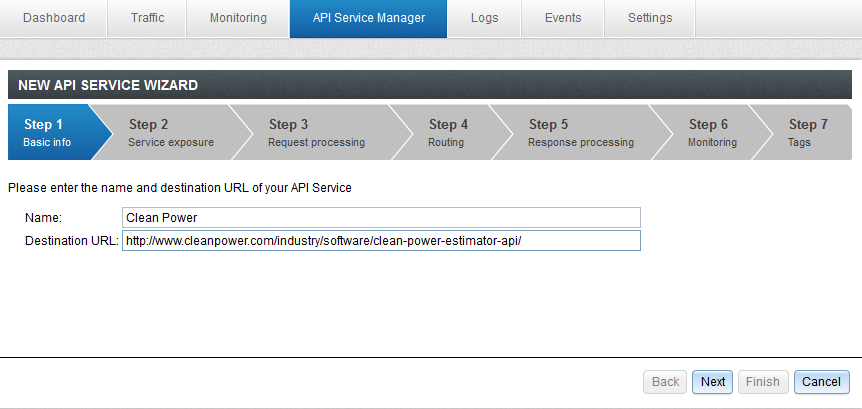 Dashboard Traffic Monitoring API Service Manager Logs Events Settings
NEW API SERVICE WIZARD
Step 1 Step 2 Step 3 Step 4 Step 5 Step 6 Step 7
Basic info Service exposure Request processing Routing Response processing Monitoring Tags
Please enter the name and destination URL of your API Service
Name: Clean Power
Destination URL: http://www.cleanpower.com/industry/software/clean-power-estimator-api/
Back Next Finish Cancel